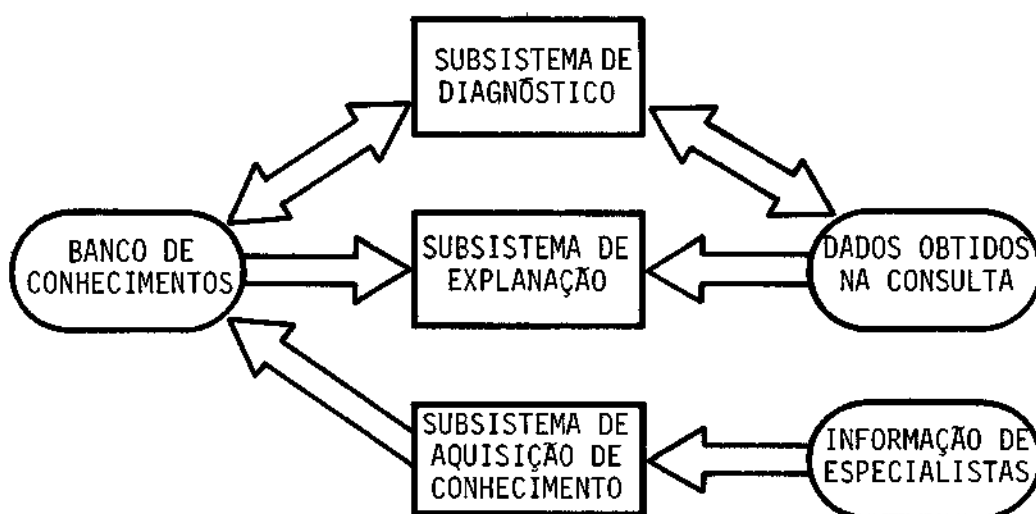 SUBSISTEMA DE
DIAGNÕSTICO
BANCO DE
CONHECIMENTOS
SUBSISTEMA DE
EXPLANAÇÃO
DADOS OBTIDOS
NA CONSULTA
SUBSISTEMA DE
AQUISIÇÃO DE
CONHECIMENTO
INFORMAÇÃO DE
ESPECIALISTAS